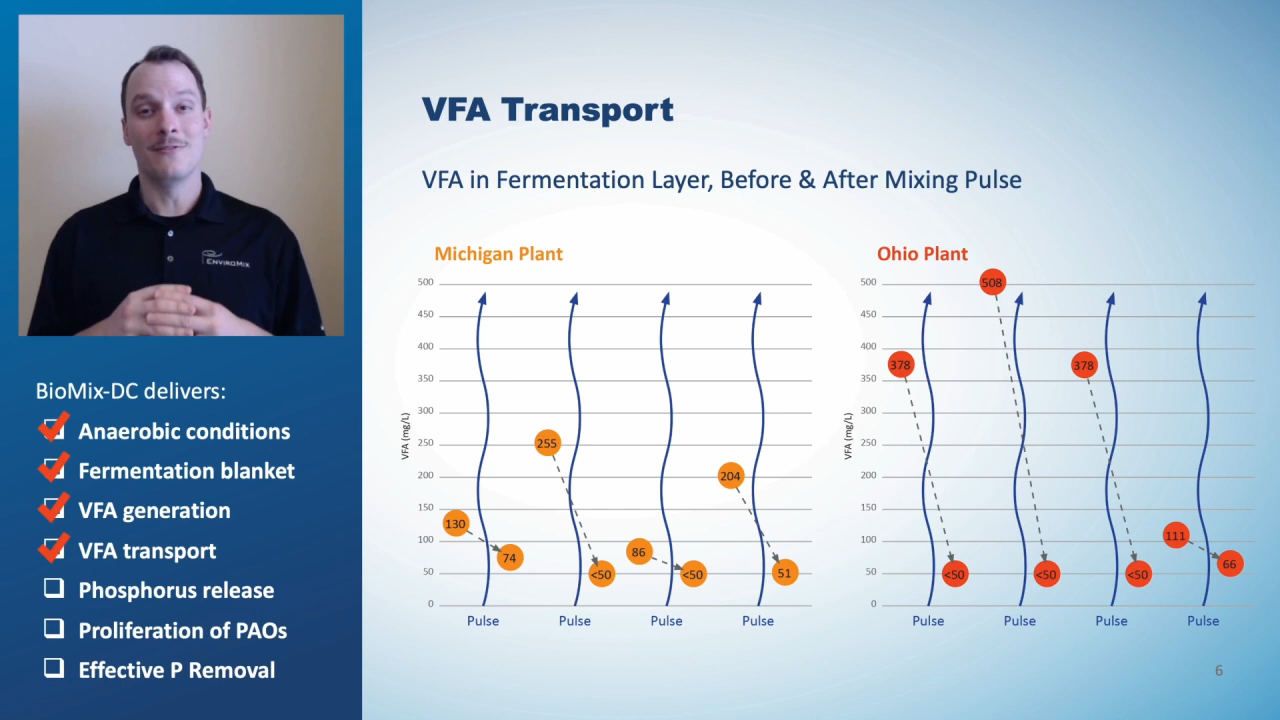 ENVIROMIX
BioMix-DC delivers:
Anaerobic conditions
Fermentation blanket
VFA generation
VFA transport
Phosphorus release
Proliferation of PAOs
Effective P Removal
VFA Transport
VFA in Fermentation Layer, Before & After Mixing Pulse
Michigan Plant
500
450
400
350
300
250
200
150
100
50
0
VFA (mg/L)
130
74
255
<50
86
<50
204
51
Pulse Pulse Pulse Pulse
Ohio Plant
500
450
400
350
300
250
200
150
100
50
0
VFA (mg/L)
378
<50
508
<50
378
<50
111
66
Pulse Pulse Pulse Pulse
6